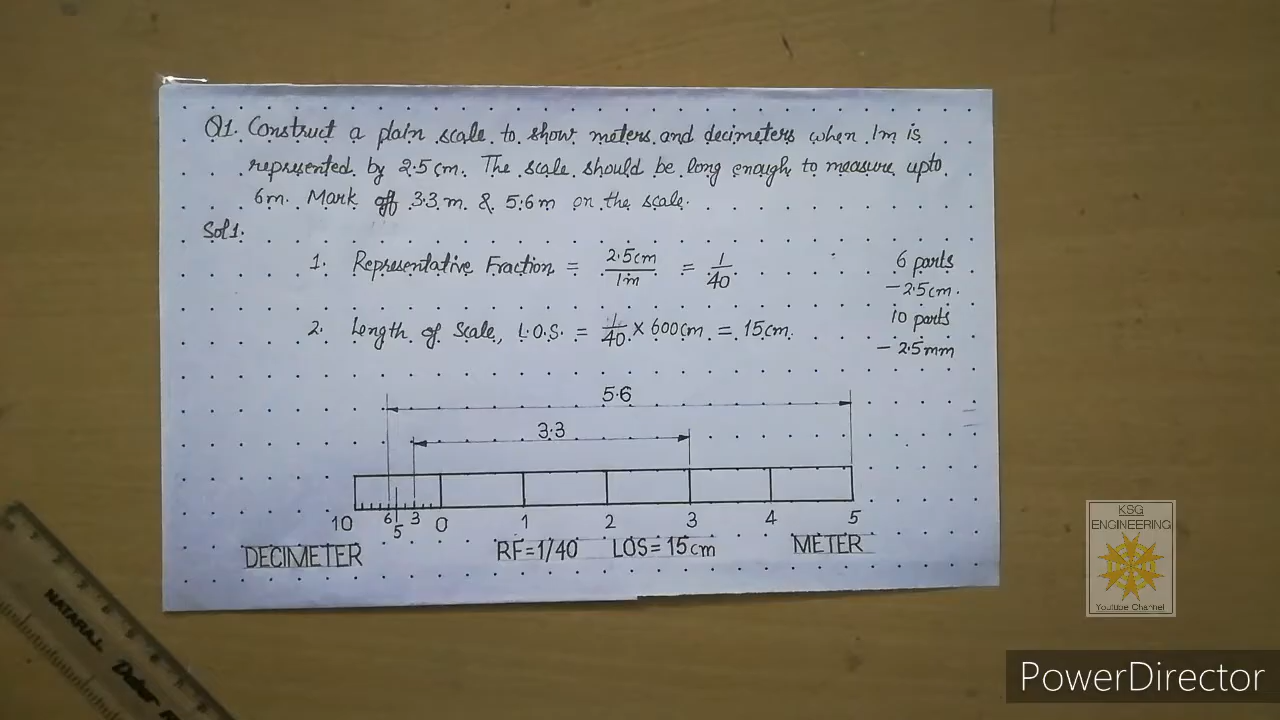 Q1. Construct a plain scale to show meters and decimeters when 1m is
represented by 2.5cm. The scale should be long enough to measure upto
6m. Mark off 3.3 m & 5.6m on the scale.
Sol1.
1. Representative Fraction = 2.5cm/1m = 1/40
2. Length of Scale, L.O.S. = 1/40 × 600cm = 15cm.
6 parts
- 2.5cm.
10 parts
- 2.5mm
5.6
3.3
10 6 5 3 0 1 2 3 4 5
DECIMETER RF=1/40 LOS=15cm METER
KSG
ENGINEERING
Youtube Channel
NATARAJ
PowerDirector